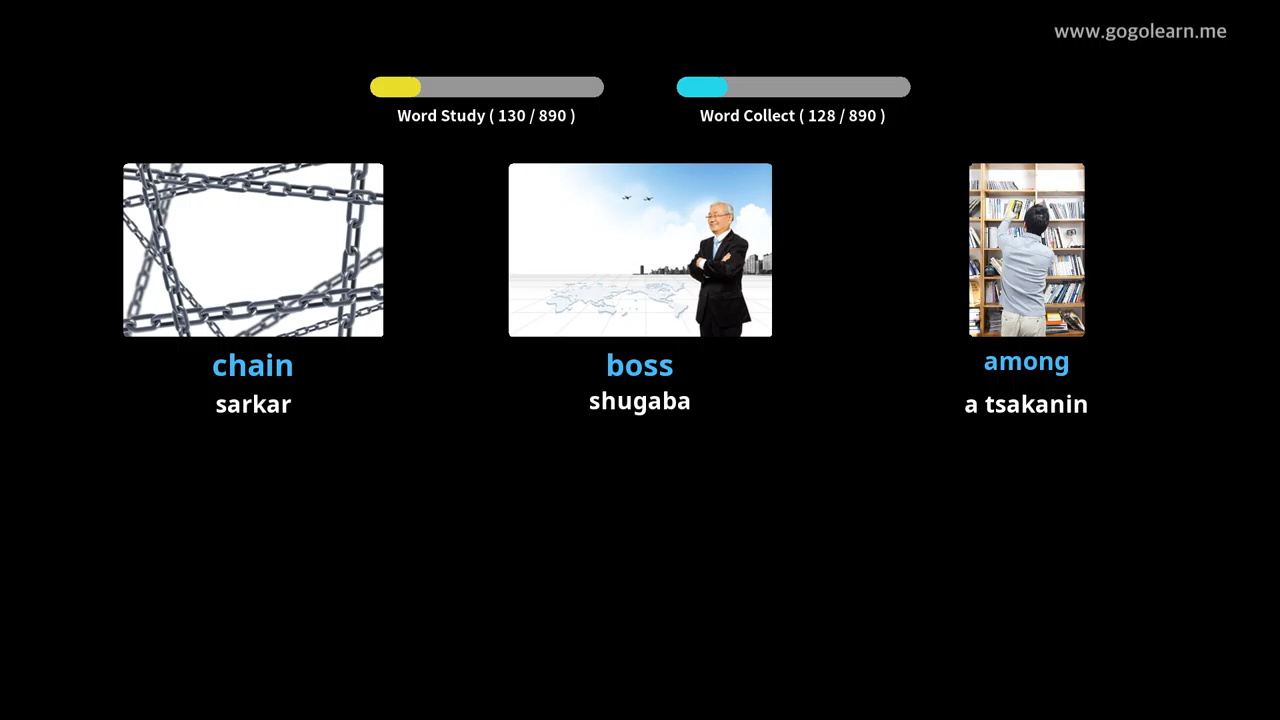 www.gogolearn.me
Word Study ( 130 / 890 )
Word Collect ( 128 / 890 )
chain
sarkar
boss
shugaba
among
a tsakanin